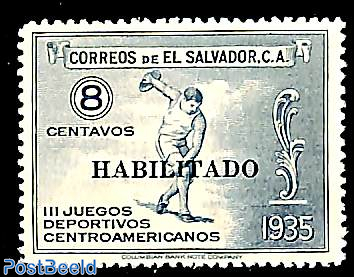 CORREOS DE EL SALVADOR, C.A.
8
CENTAVOS
HABILITADO
III JUEGOS
DEPORTIVOS
CENTROAMERICANOS
1935
COLUMBIAN BANK NOTE COMPANY
PostBeeld